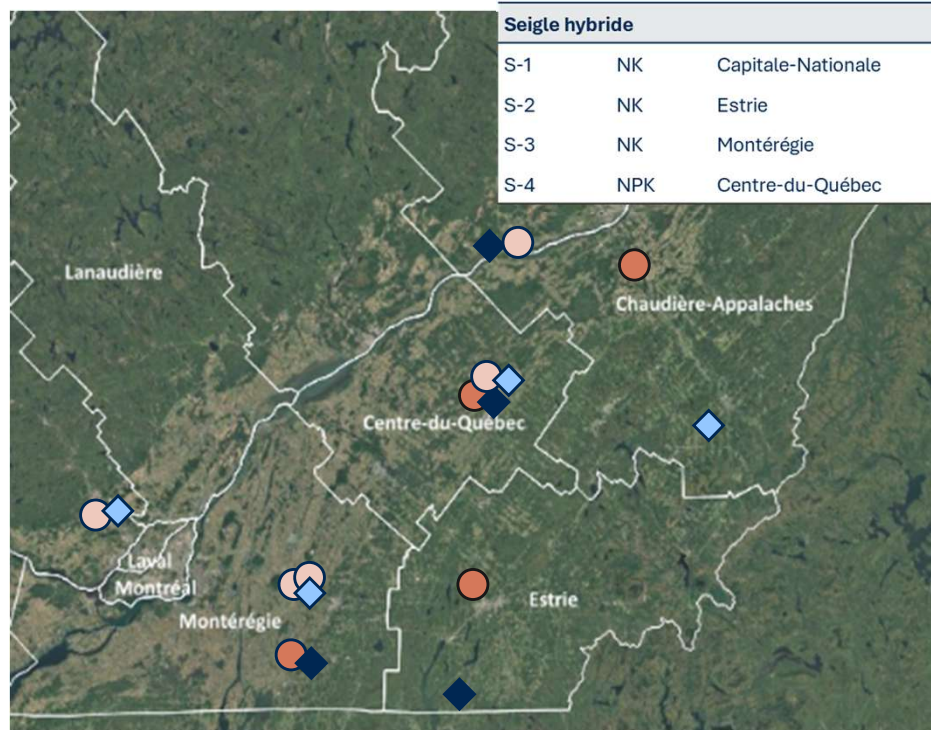 Seigle hybride
S-1 NK Capitale-Nationale
S-2 NK Estrie
S-3 NK Montérégie
S-4 NPK Centre-du-Québec
Lanaudière
Chaudière-Appalaches
Centre-du-Québec
Laval
Montréal
Montérégie
Estrie